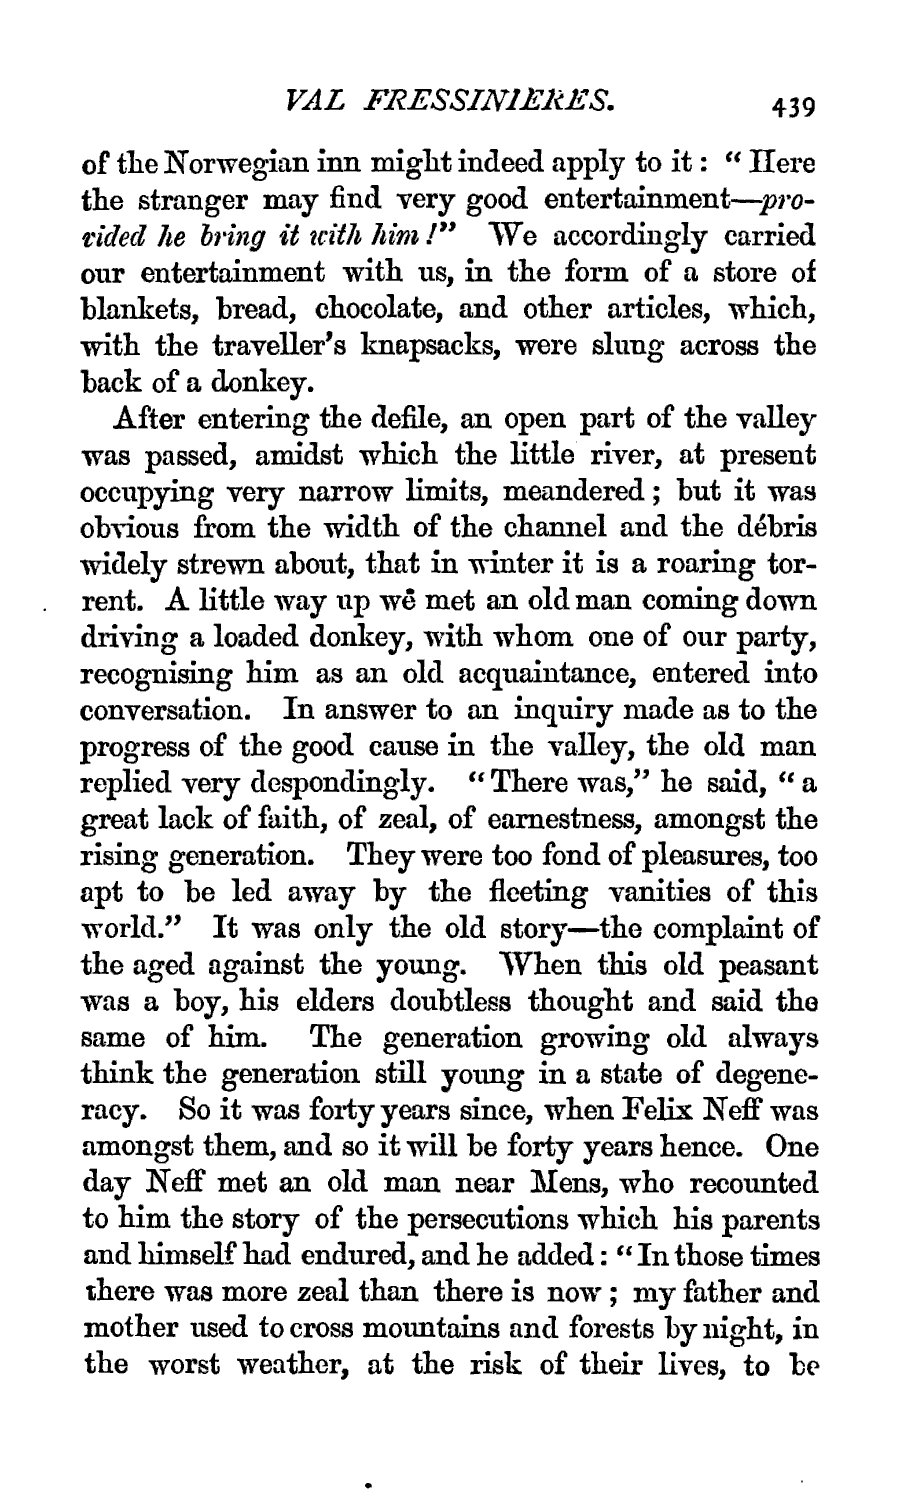 VAL FRESSINIERES. 439
of the Norwegian inn might indeed apply to it : “ Here
the stranger may find very good entertainment—pro-
vided he bring it with him !” We accordingly carried
our entertainment with us, in the form of a store of
blankets, bread, chocolate, and other articles, which,
with the traveller’s knapsacks, were slung across the
back of a donkey.
After entering the defile, an open part of the valley
was passed, amidst which the little river, at present
occupying very narrow limits, meandered ; but it was
obvious from the width of the channel and the débris
widely strewn about, that in winter it is a roaring tor-
rent. A little way up we met an old man coming down
driving a loaded donkey, with whom one of our party,
recognising him as an old acquaintance, entered into
conversation. In answer to an inquiry made as to the
progress of the good cause in the valley, the old man
replied very despondingly. “ There was,” he said, “ a
great lack of faith, of zeal, of earnestness, amongst the
rising generation. They were too fond of pleasures, too
apt to be led away by the fleeting vanities of this
world.” It was only the old story—the complaint of
the aged against the young. When this old peasant
was a boy, his elders doubtless thought and said the
same of him. The generation growing old always
think the generation still young in a state of degene-
racy. So it was forty years since, when Felix Neff was
amongst them, and so it will be forty years hence. One
day Neff met an old man near Mens, who recounted
to him the story of the persecutions which his parents
and himself had endured, and he added : “ In those times
there was more zeal than there is now ; my father and
mother used to cross mountains and forests by night, in
the worst weather, at the risk of their lives, to be